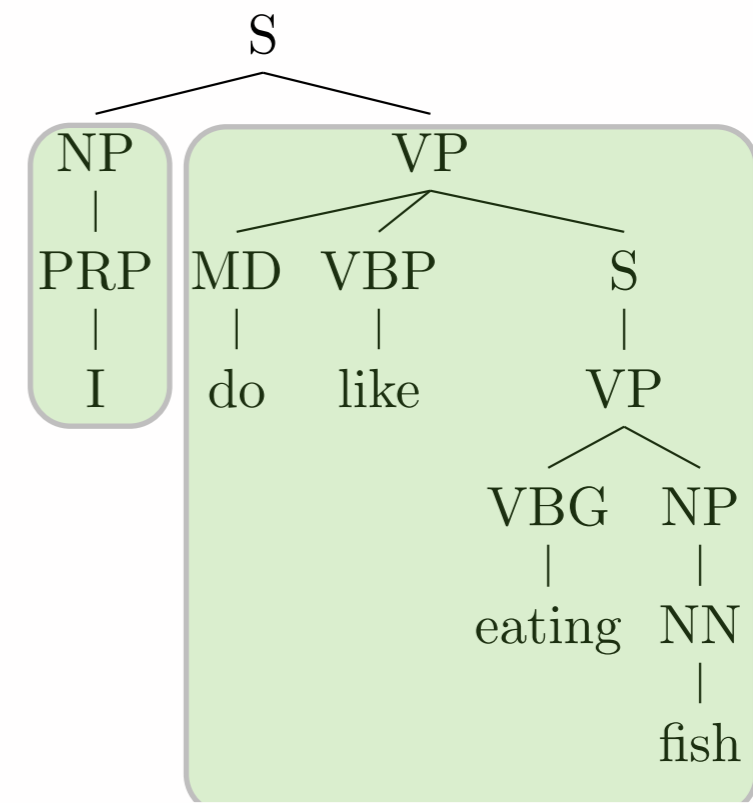 S
NP VP
PRP MD VBP S
I do like VP
VBG NP
eating NN
fish